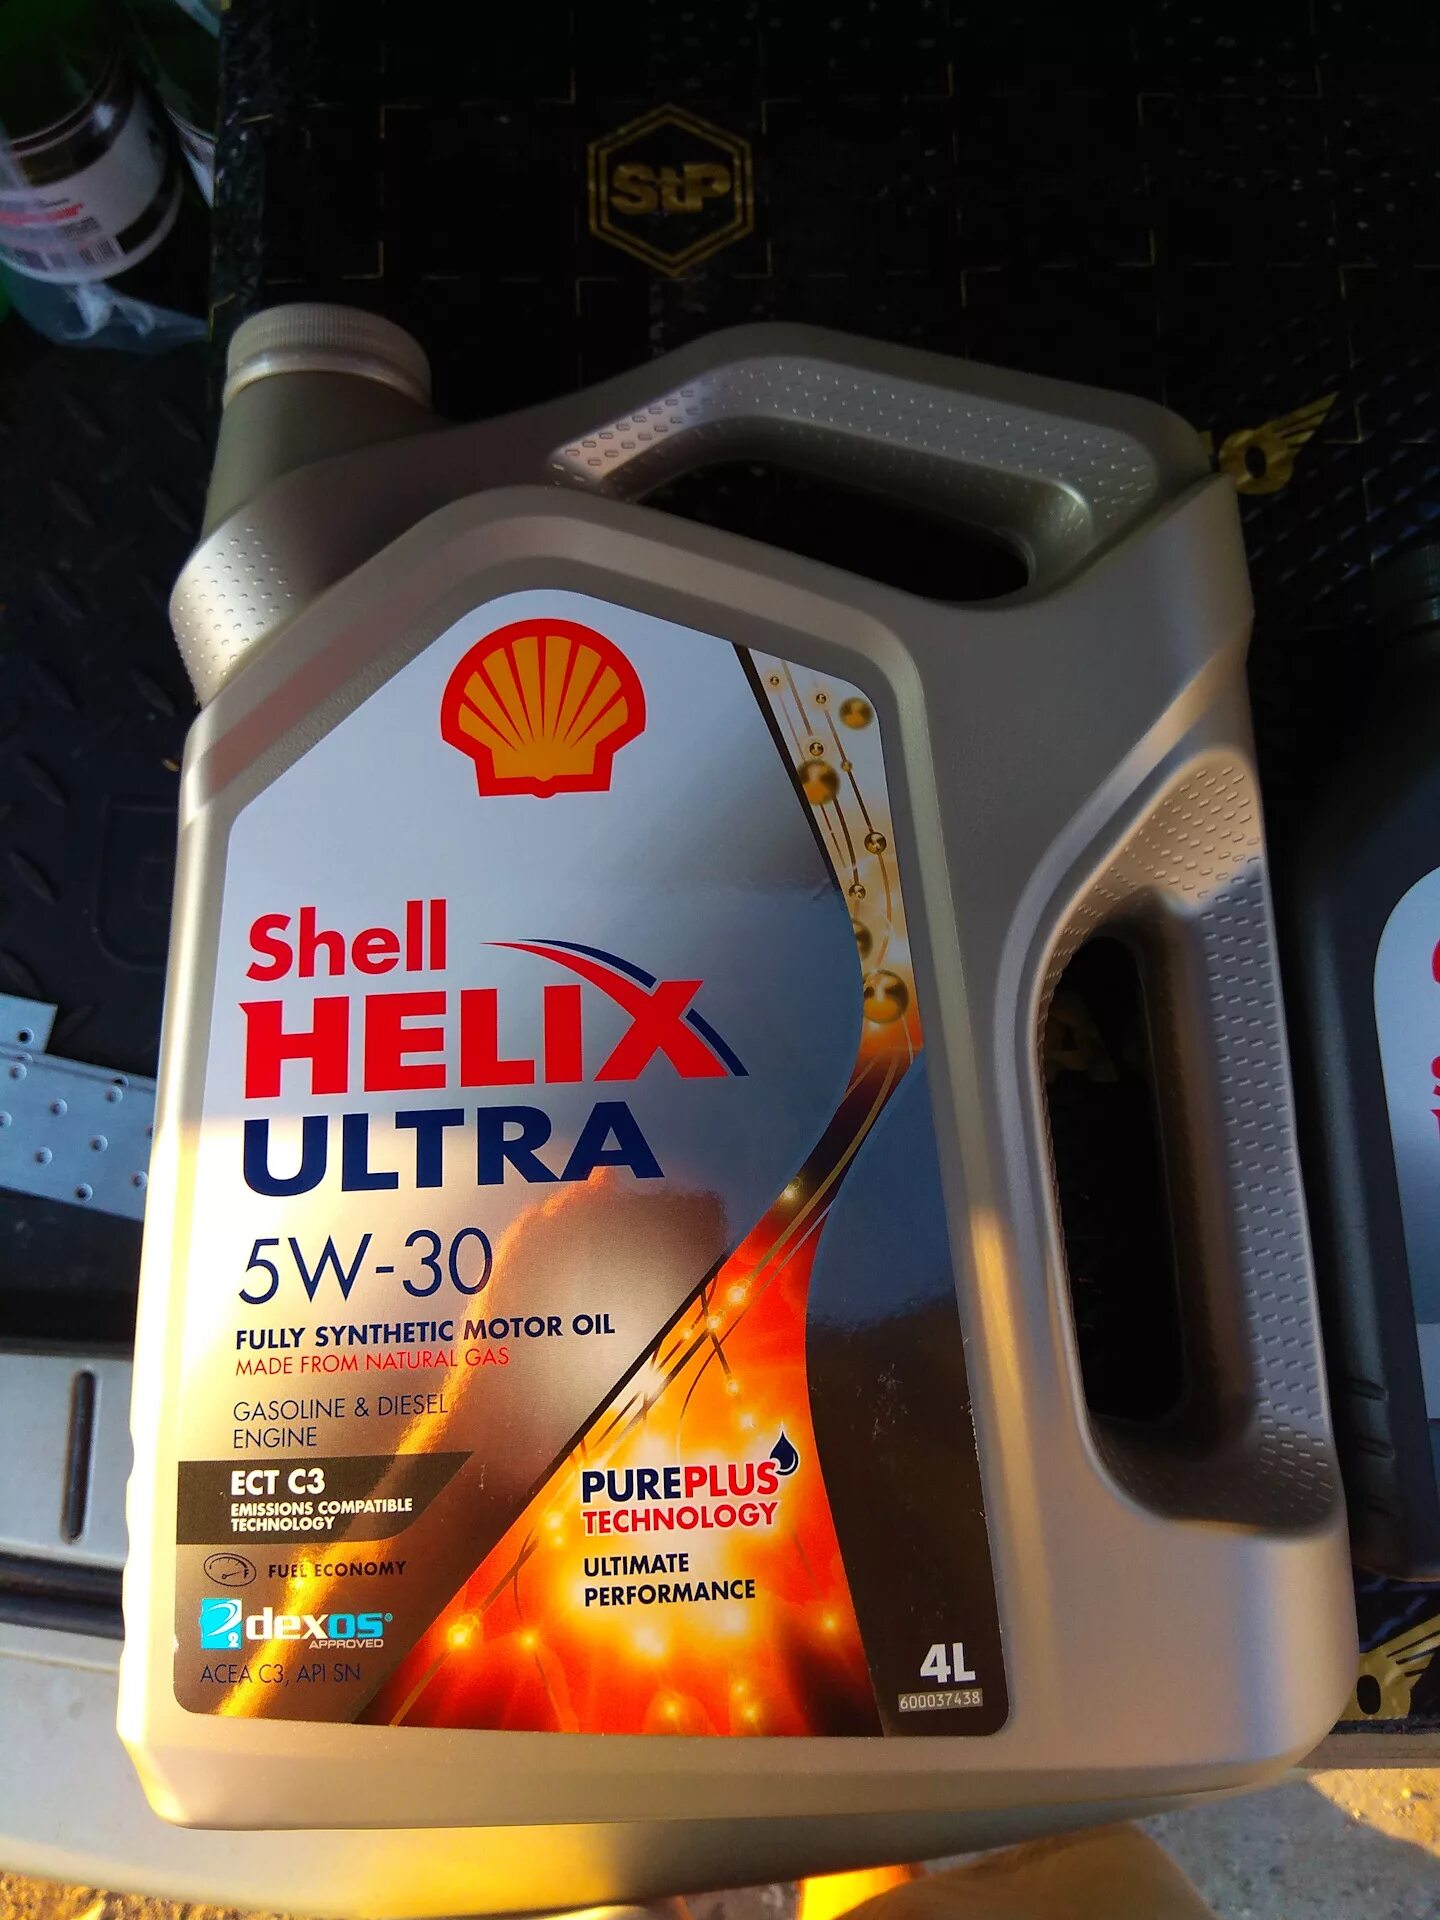 StP
Shell
HELIX
ULTRA
5W-30
FULLY SYNTHETIC MOTOR OIL
MADE FROM NATURAL GAS
GASOLINE & DIESEL
ENGINE
ECT C3
EMISSIONS COMPATIBLE
TECHNOLOGY
FUEL ECONOMY
2 dexos®
APPROVED
ACEA C3, API SN
PUREPLUS
TECHNOLOGY
ULTIMATE
PERFORMANCE
4L
600037438